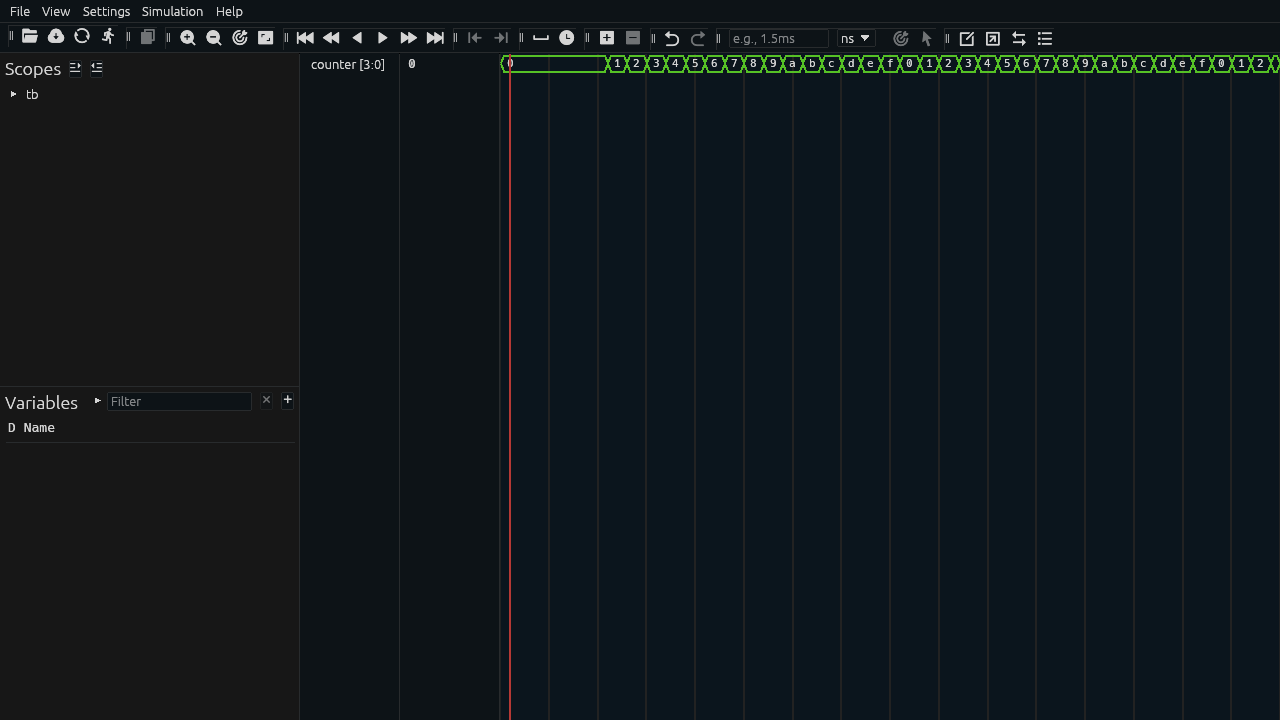 File View Settings Simulation Help
e.g., 1.5ms ns
Scopes
tb
counter [3:0] 0 0 1 2 3 4 5 6 7 8 9 a b c d e f 0 1 2 3 4 5 6 7 8 9 a b c d e f 0 1 2
Variables Filter
D Name